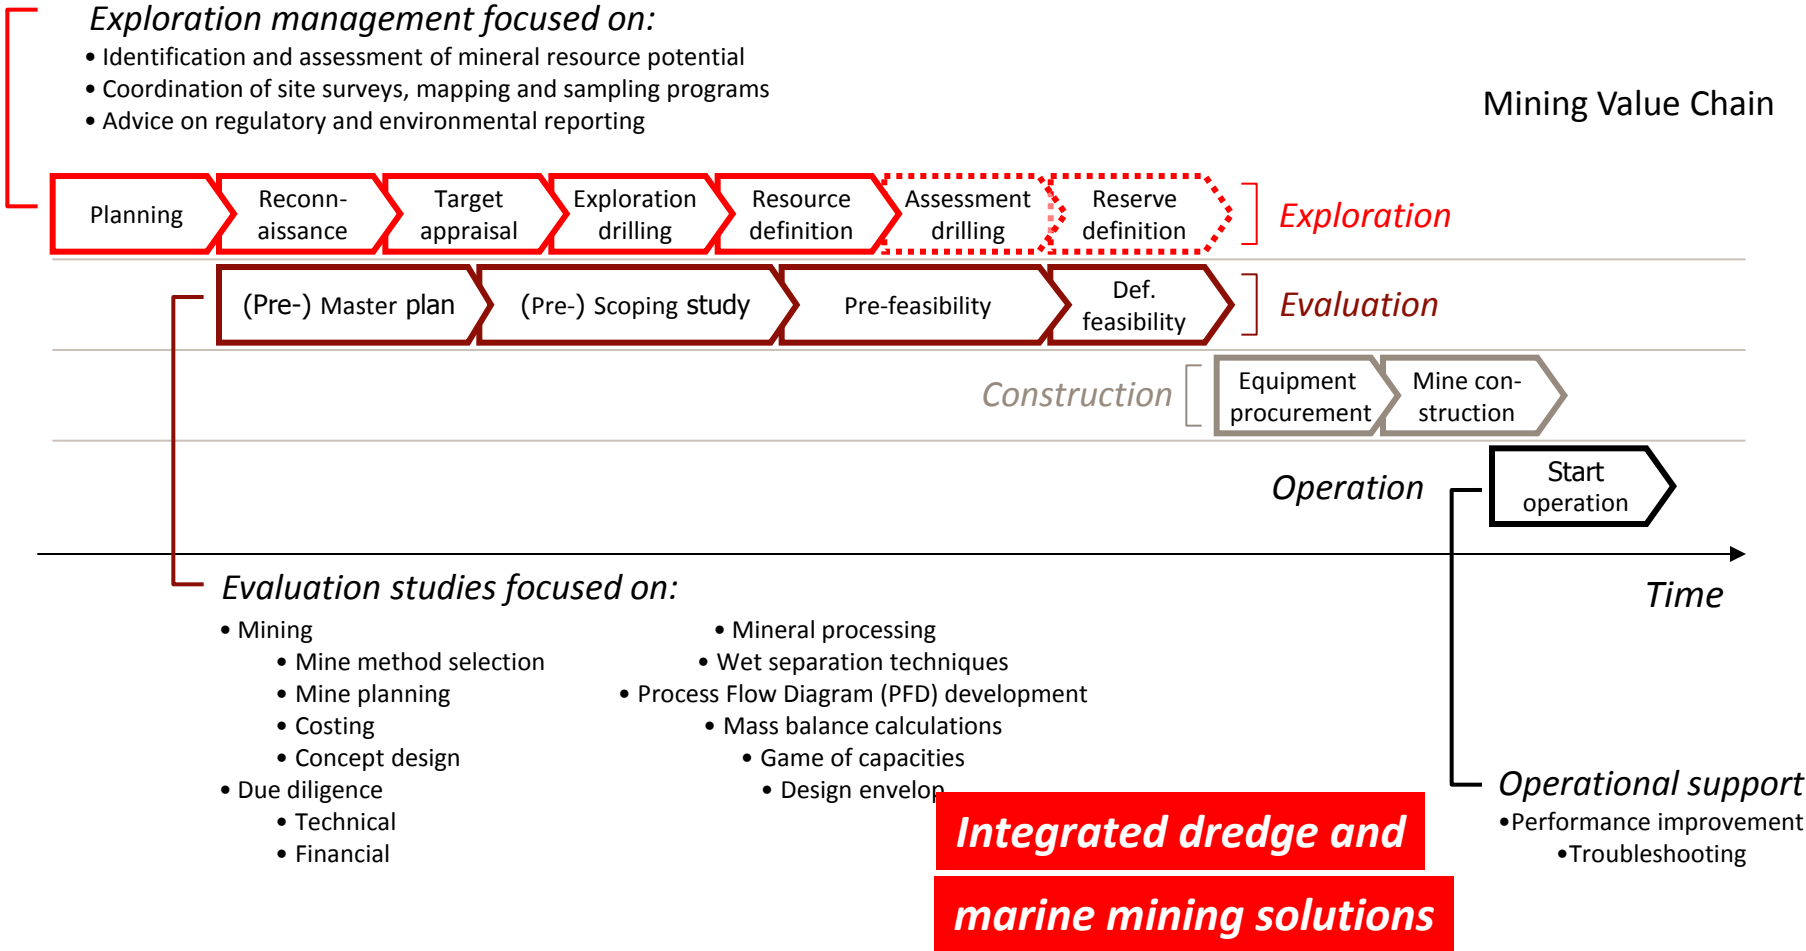 Exploration management focused on:
• Identification and assessment of mineral resource potential
• Coordination of site surveys, mapping and sampling programs
• Advice on regulatory and environmental reporting
Mining Value Chain
Planning
Reconn-
aissance
Target
appraisal
Exploration
drilling
Resource
definition
Assessment
drilling
Reserve
definition
Exploration
(Pre-) Master plan
(Pre-) Scoping study
Pre-feasibility
Def.
feasibility
Evaluation
Construction
Equipment
procurement
Mine con-
struction
Operation
Start
operation
Time
Evaluation studies focused on:
• Mining
• Mine method selection
• Mine planning
• Costing
• Concept design
• Due diligence
• Technical
• Financial
• Mineral processing
• Wet separation techniques
• Process Flow Diagram (PFD) development
• Mass balance calculations
• Game of capacities
• Design envelop
Integrated dredge and
marine mining solutions
Operational support
•Performance improvement
•Troubleshooting